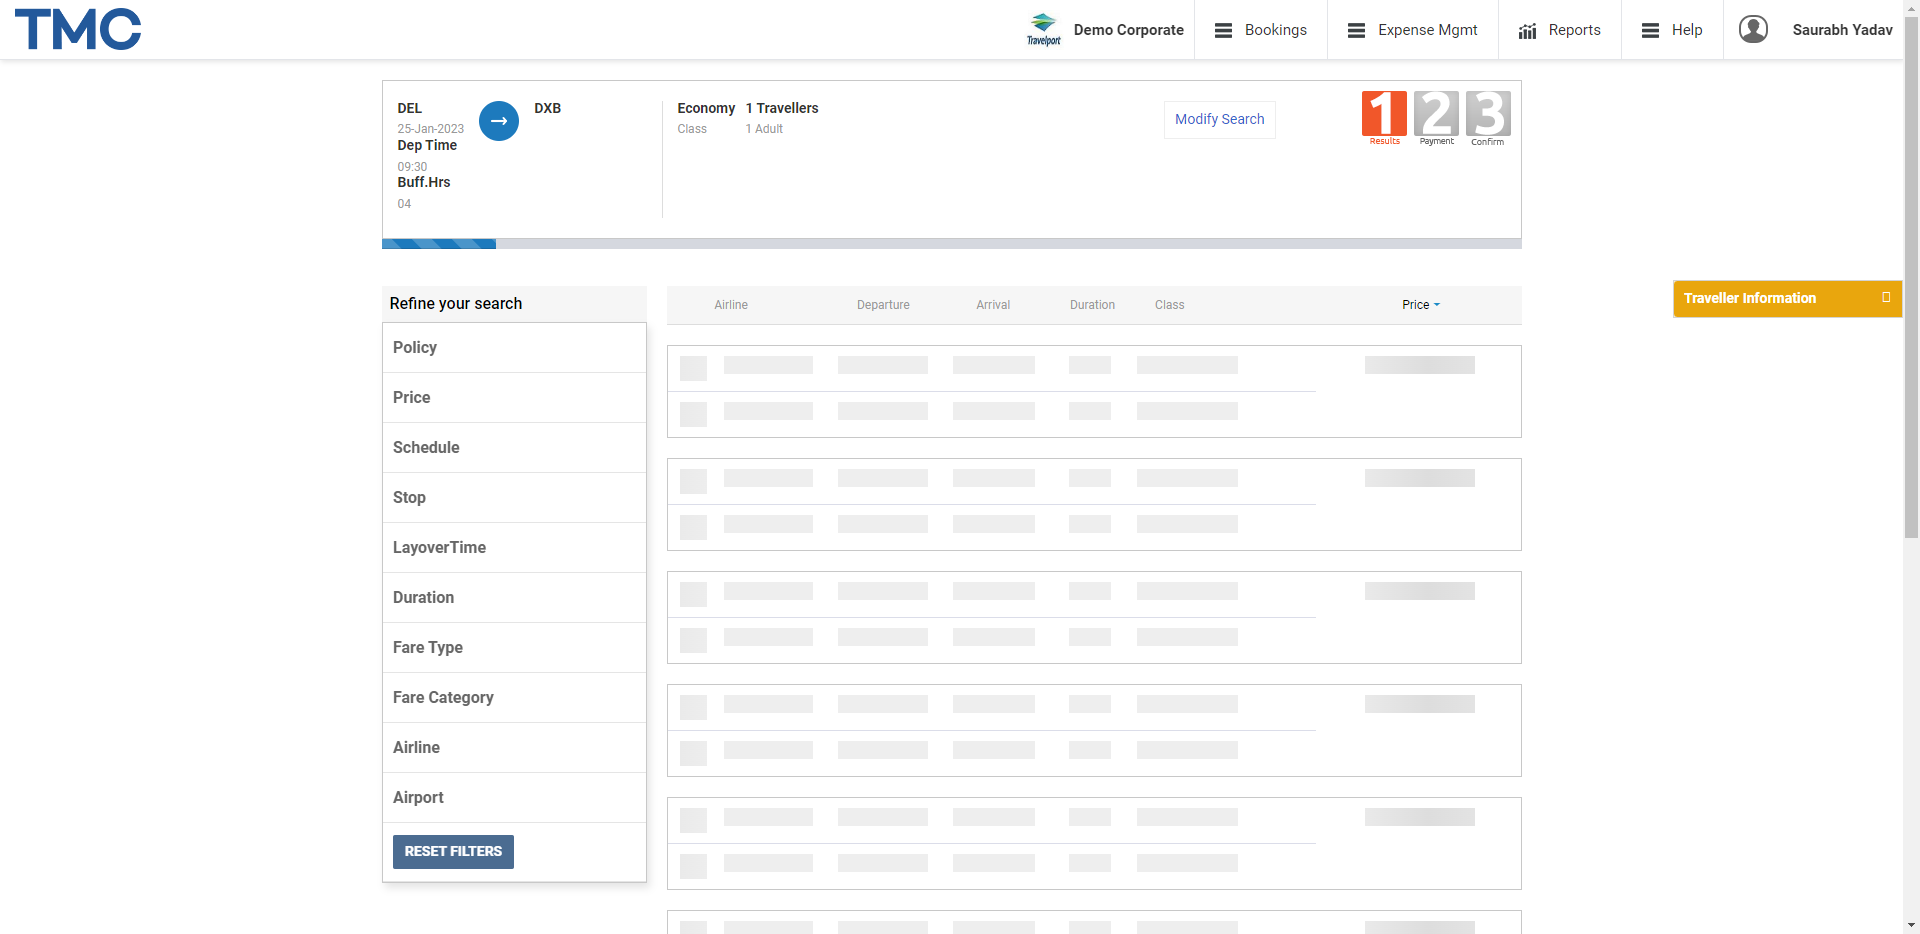 TMC
Travelport
Demo Corporate
Bookings
Expense Mgmt
Reports
Help
Saurabh Yadav
DEL
25-Jan-2023
Dep Time
09:30
Buff.Hrs
04
DXB
Economy
Class
1 Travellers
1 Adult
Modify Search
1
Results
2
Payment
3
Confirm
Traveller Information
Refine your search
Policy
Price
Schedule
Stop
LayoverTime
Duration
Fare Type
Fare Category
Airline
Airport
RESET FILTERS
Airline
Departure
Arrival
Duration
Class
Price